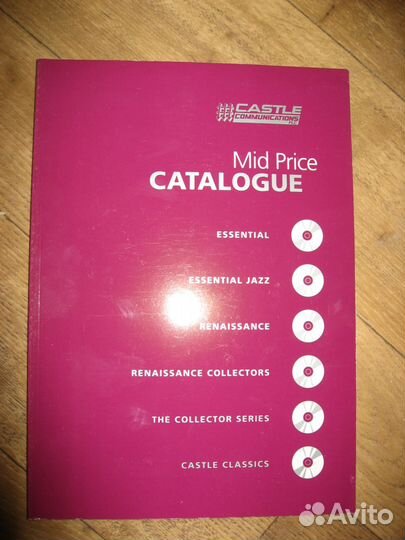 CASTLE
COMMUNICATIONS
PLC
Mid Price
CATALOGUE
ESSENTIAL
ESSENTIAL JAZZ
RENAISSANCE
RENAISSANCE COLLECTORS
THE COLLECTOR SERIES
CASTLE CLASSICS
Avito